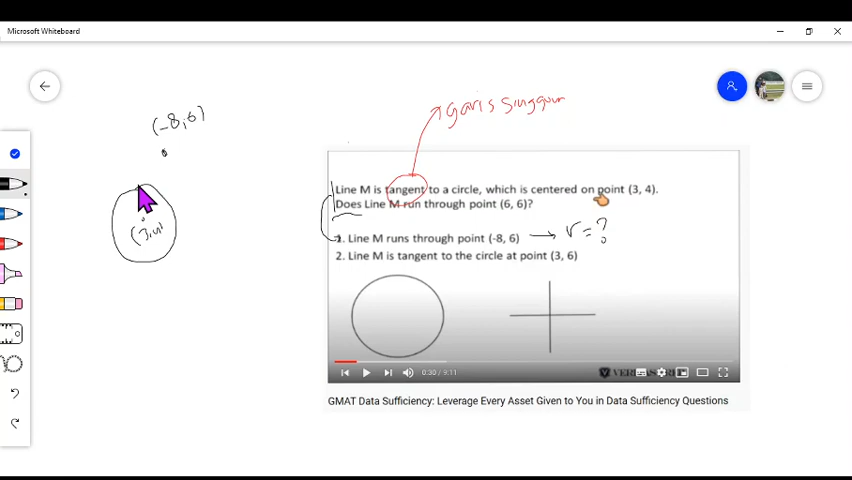 Microsoft Whiteboard
(-8,6)
garis singgung
Line M is tangent to a circle, which is centered on point (3, 4).
Does Line M run through point (6, 6)?
1. Line M runs through point (-8, 6) → r = ?
2. Line M is tangent to the circle at point (3, 6)
(3,4)
0:30 / 9:11
GMAT Data Sufficiency: Leverage Every Asset Given to You in Data Sufficiency Questions